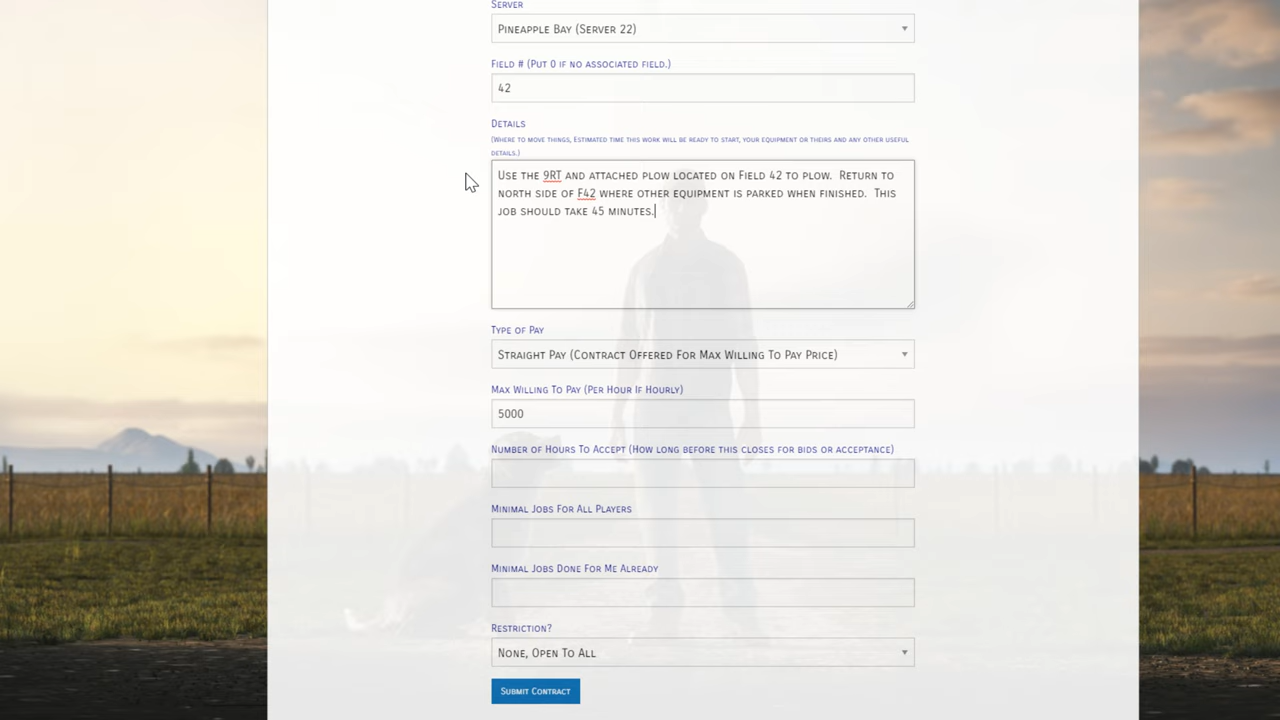 Server
Pineapple Bay (Server 22)
Field # (Put 0 if no associated field.)
42
Details
(Where to move things, Estimated time this work will be ready to start, your equipment or theirs and any other useful
details.)
Use the 9RT and attached plow located on Field 42 to plow.  Return to
north side of F42 where other equipment is parked when finished.  This
job should take 45 minutes.
Type of Pay
Straight Pay (Contract Offered For Max Willing To Pay Price)
Max Willing To Pay (Per Hour If Hourly)
5000
Number of Hours To Accept (How long before this closes for bids or acceptance)
Minimal Jobs For All Players
Minimal Jobs Done For Me Already
Restriction?
None, Open To All
Submit Contract